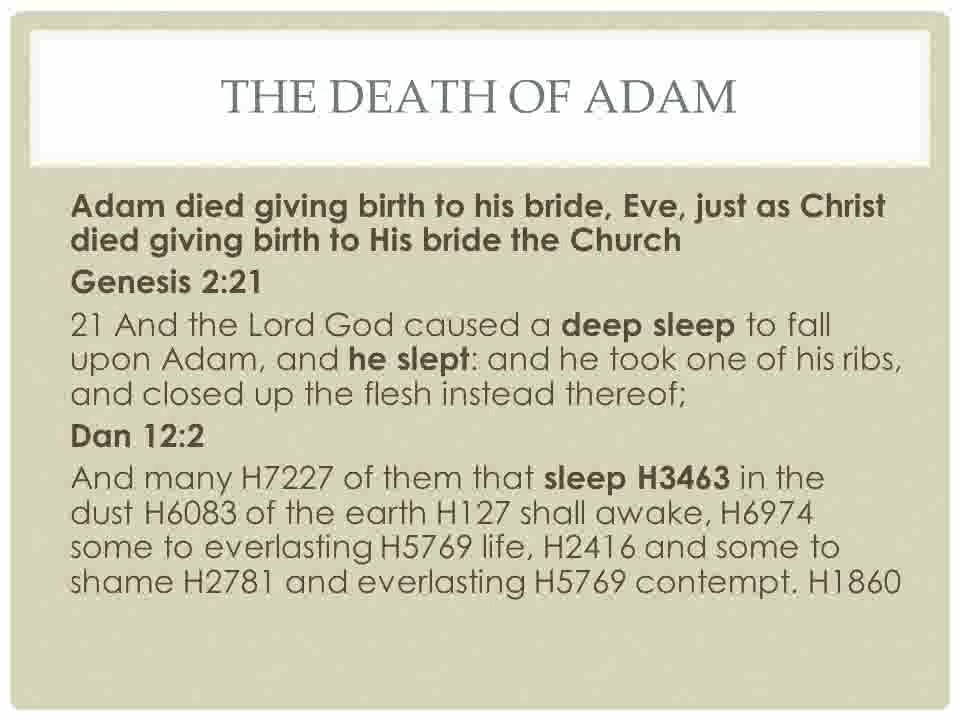 THE DEATH OF ADAM
Adam died giving birth to his bride, Eve, just as Christ
died giving birth to His bride the Church
Genesis 2:21
21 And the Lord God caused a deep sleep to fall
upon Adam, and he slept: and he took one of his ribs,
and closed up the flesh instead thereof;
Dan 12:2
And many H7227 of them that sleep H3463 in the
dust H6083 of the earth H127 shall awake, H6974
some to everlasting H5769 life, H2416 and some to
shame H2781 and everlasting H5769 contempt. H1860